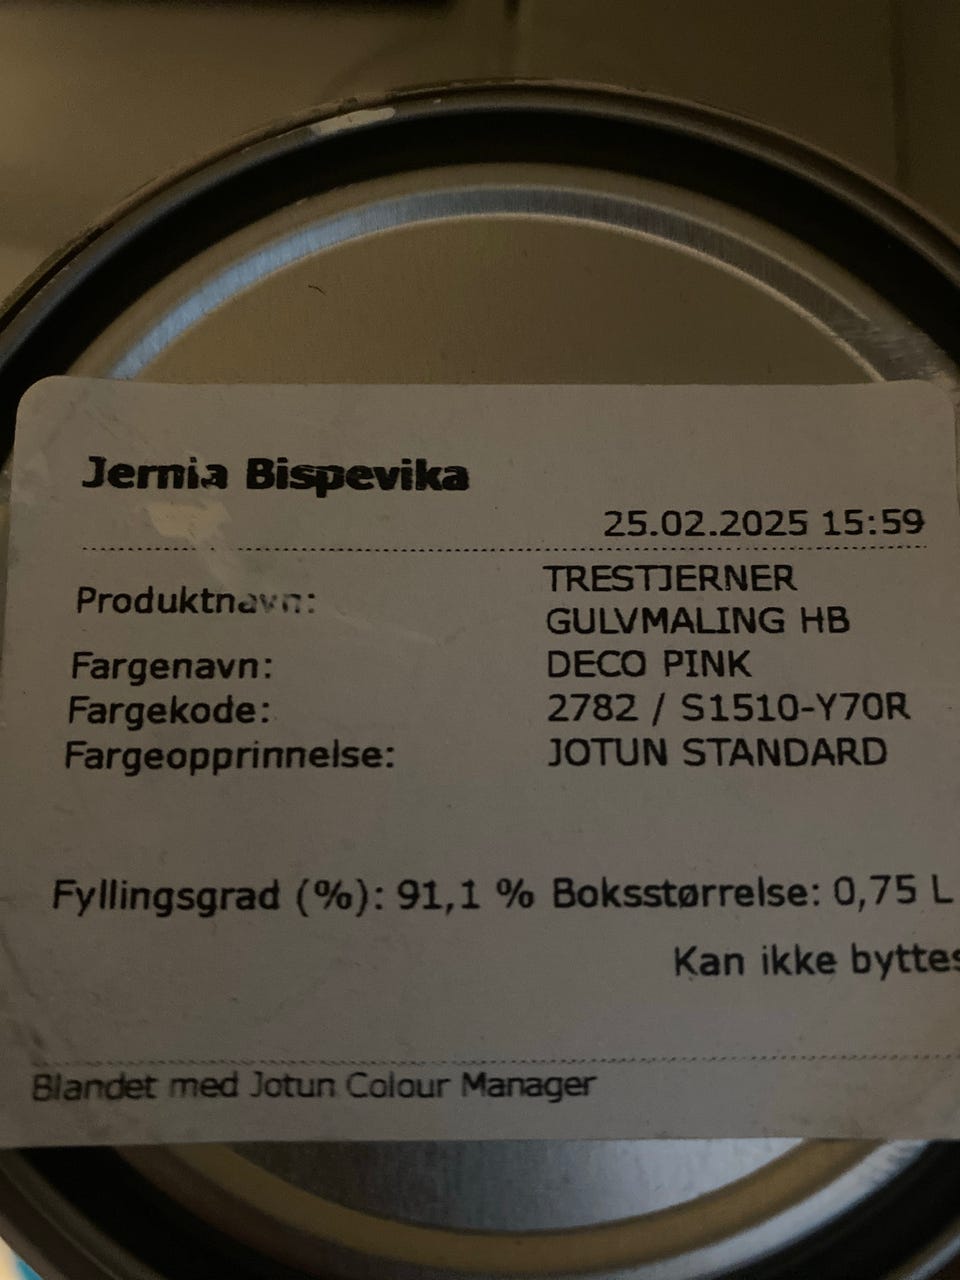 Jernia Bispevika
25.02.2025 15:59
Produktnavn: TRESTJERNER
GULVMALING HB
Fargenavn: DECO PINK
Fargekode: 2782 / S1510-Y70R
Fargeopprinnelse: JOTUN STANDARD
Fyllingsgrad (%): 91,1 % Boksstørrelse: 0,75 L
Kan ikke byttes
Blandet med Jotun Colour Manager